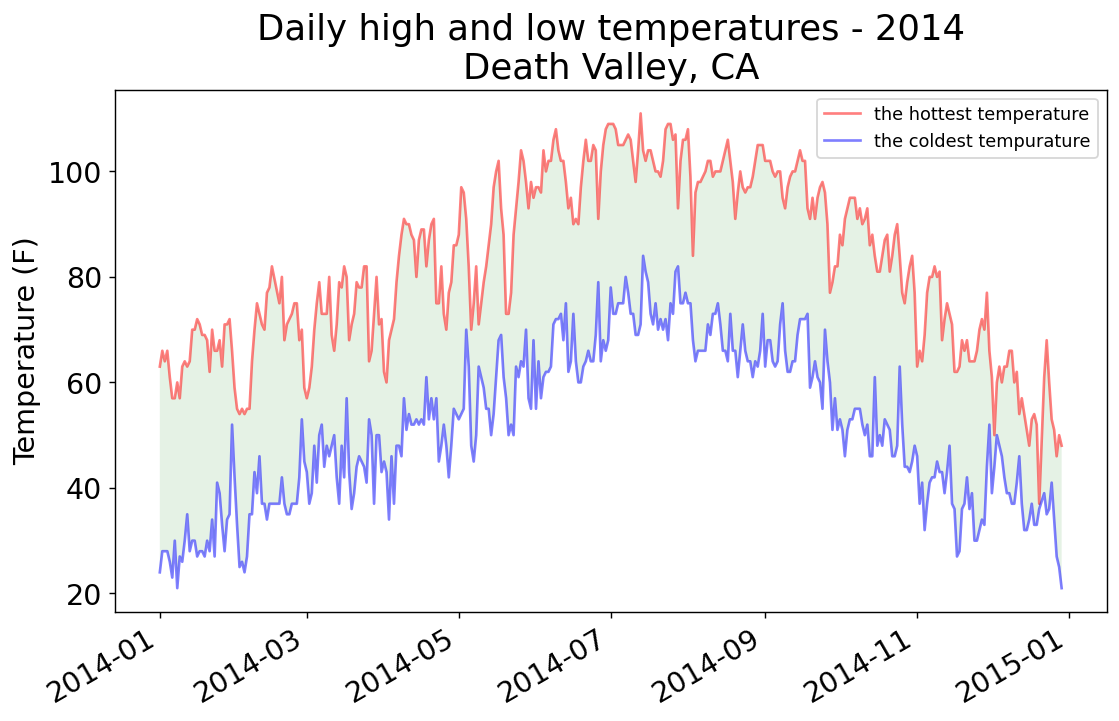 Daily high and low temperatures - 2014
Death Valley, CA
the hottest temperature
the coldest tempurature
Temperature (F)
100
80
60
40
20
2014-01
2014-03
2014-05
2014-07
2014-09
2014-11
2015-01